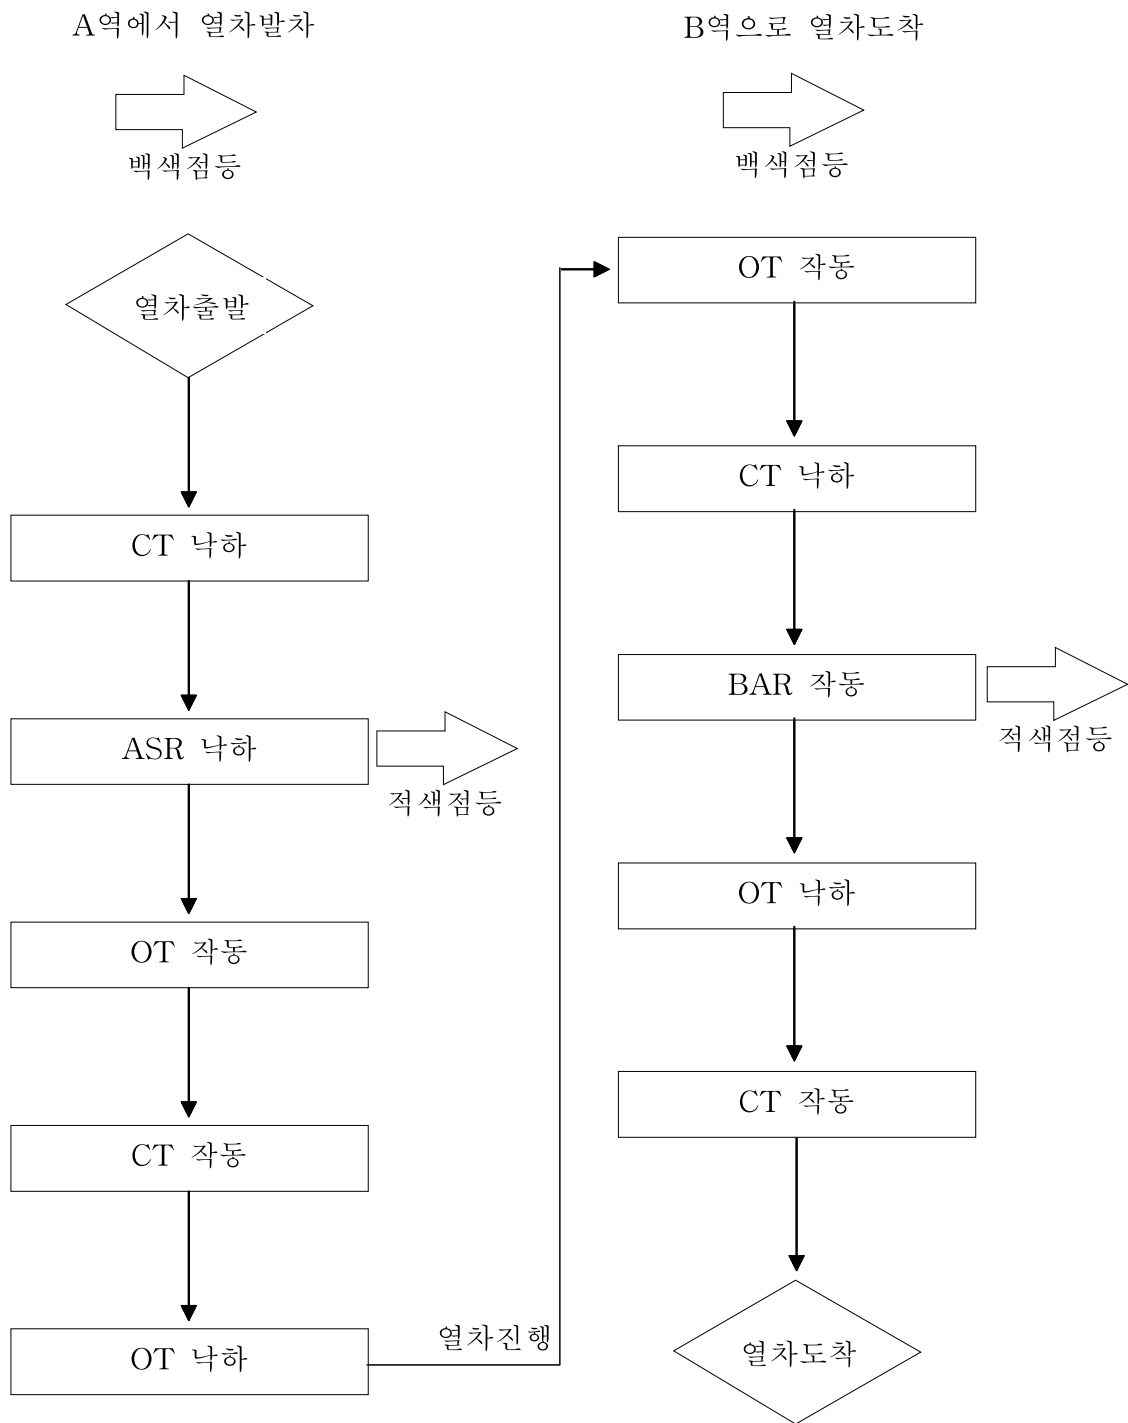 A역에서 열차발차
백색점등
열차출발
CT 낙하
ASR 낙하
적색점등
OT 작동
CT 작동
OT 낙하
열차진행
B역으로 열차도착
백색점등
OT 작동
CT 낙하
BAR 작동
적색점등
OT 낙하
CT 작동
열차도착